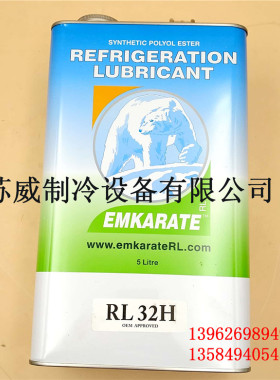 SYNTHETIC POLYOL ESTER
REFRIGERATION
LUBRICANT
苏威制冷设备有限公司
EMKARATE RL
www.emkarateRL.com
5 Litre
RL 32H
OEM APPROVED
1396269894
1358494054